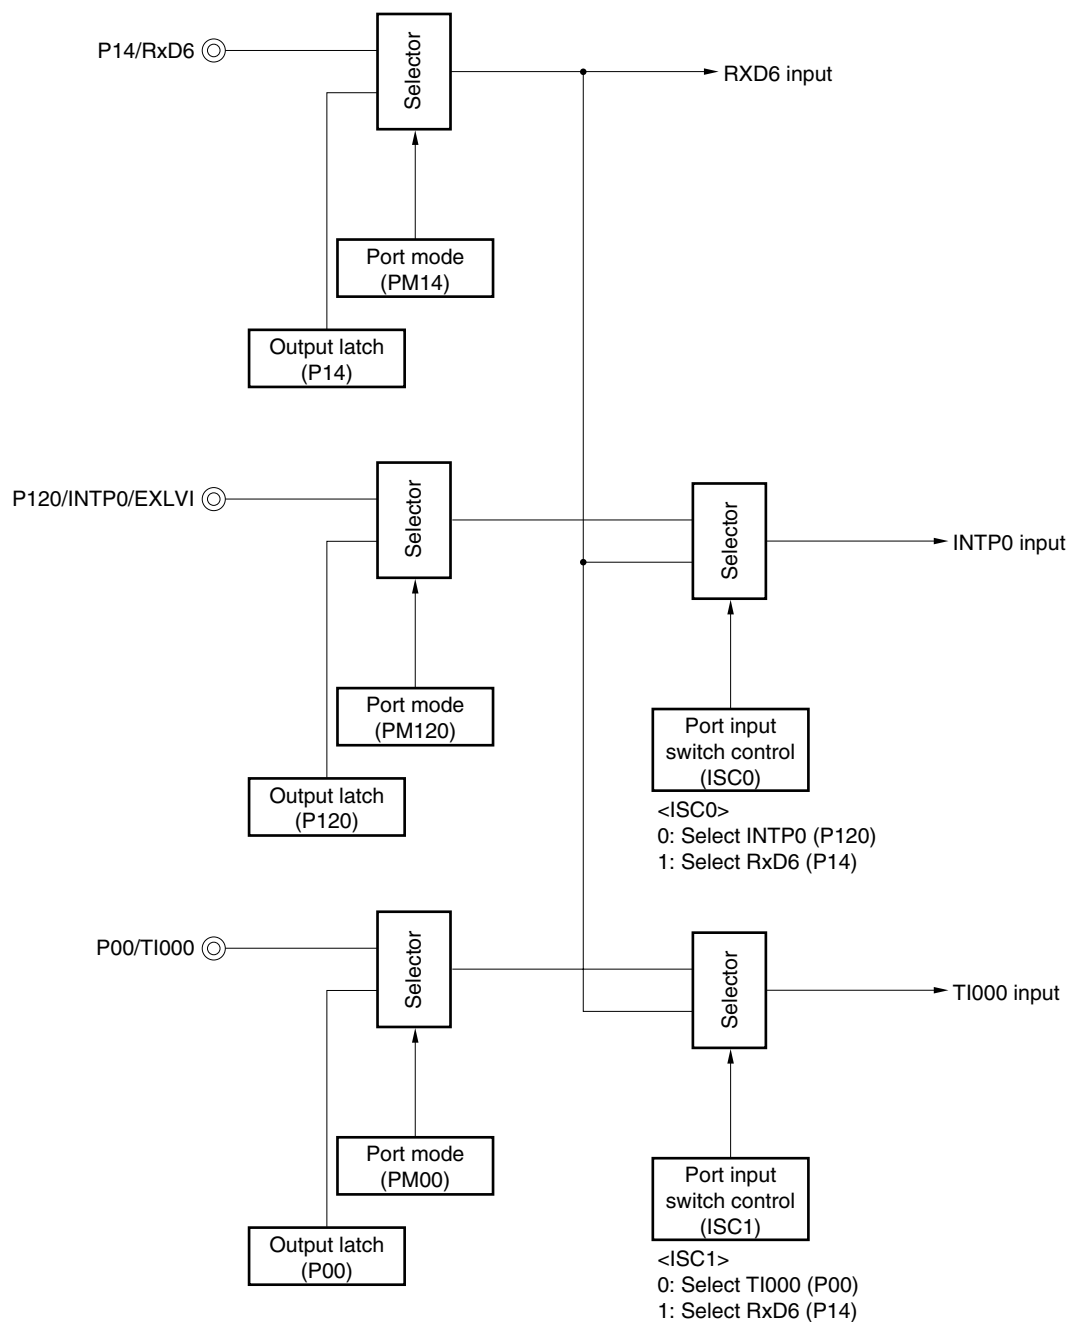 P14/RxD6
Selector
RXD6 input
Port mode
(PM14)
Output latch
(P14)
P120/INTP0/EXLVI
Selector
Selector
INTP0 input
Port mode
(PM120)
Port input
switch control
(ISC0)
Output latch
(P120)
<ISC0>
0: Select INTP0 (P120)
1: Select RxD6 (P14)
P00/TI000
Selector
Selector
TI000 input
Port mode
(PM00)
Port input
switch control
(ISC1)
Output latch
(P00)
<ISC1>
0: Select TI000 (P00)
1: Select RxD6 (P14)